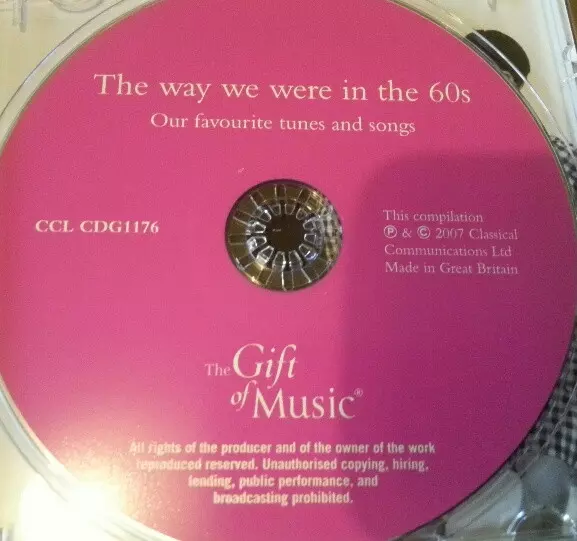 The way we were in the 60s
Our favourite tunes and songs
CCL CDG1176
This compilation
℗ & © 2007 Classical
Communications Ltd
Made in Great Britain
The Gift
of Music®
All rights of the producer and of the owner of the work
reproduced reserved. Unauthorised copying, hiring,
lending, public performance, and
broadcasting prohibited.